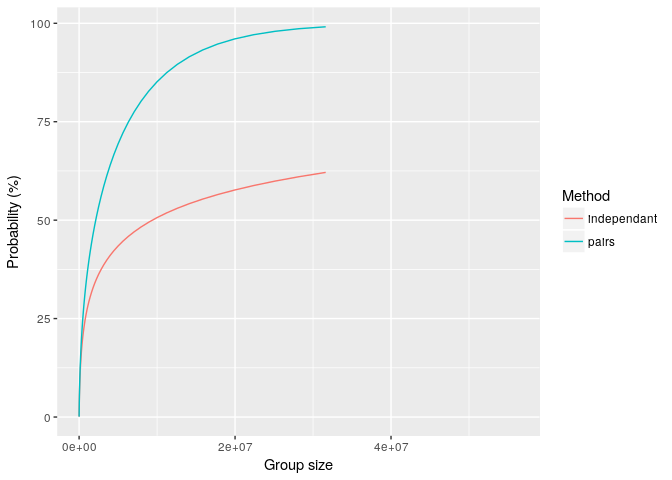 100
75
50
25
0
Probability (%)
0e+00
2e+07
4e+07
Group size
Method
independant
pairs